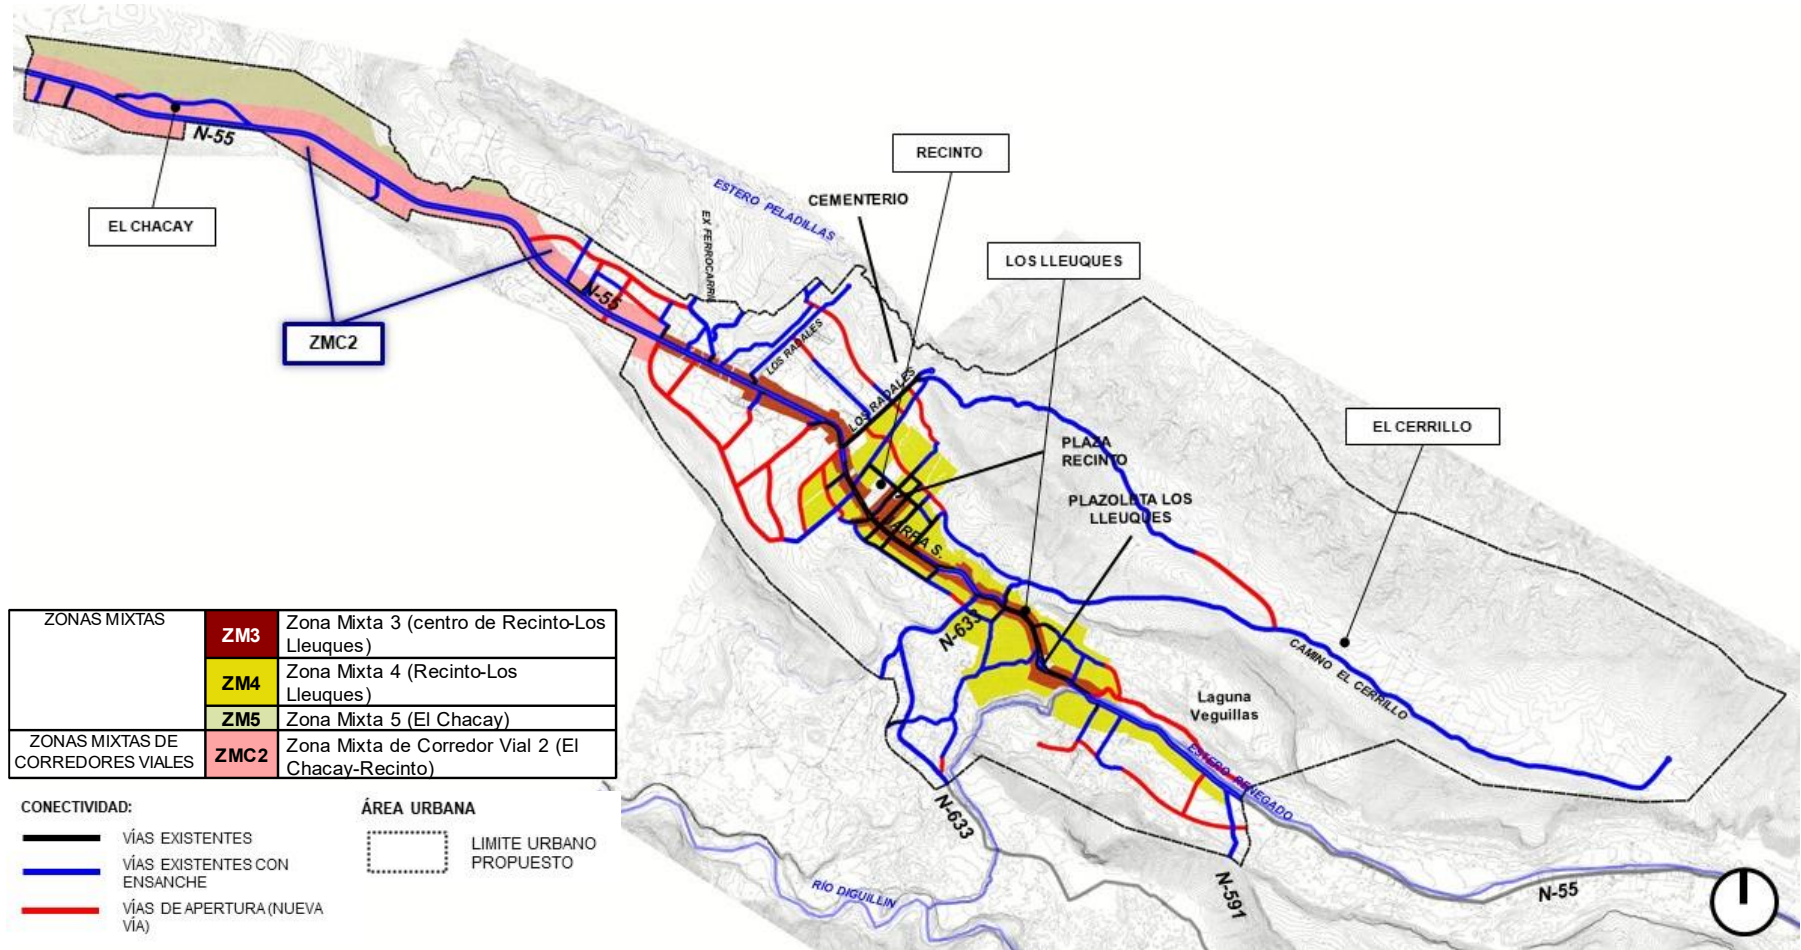 RECINTO
CEMENTERIO
ESTERO PELADILLAS
EX FERROCARRIL
N-55
EL CHACAY
LOS LLEUQUES
ZMC2
N-55
LOS RADALES
LOS RADALES
EL CERRILLO
PLAZA
RECINTO
PLAZOLETA LOS
LLEUQUES
ARPA S.
N-633
CAMINO EL CERRILLO
Laguna
Veguillas
ESTERO RENEGADO
N-633
N-591
N-55
RÍO DIGUILLIN
ZONAS MIXTAS
ZM3
Zona Mixta 3 (centro de Recinto-Los
Lleuques)
ZM4
Zona Mixta 4 (Recinto-Los
Lleuques)
ZM5
Zona Mixta 5 (El Chacay)
ZONAS MIXTAS DE
CORREDORES VIALES
ZMC2
Zona Mixta de Corredor Vial 2 (El
Chacay-Recinto)
CONECTIVIDAD:
VÍAS EXISTENTES
VÍAS EXISTENTES CON
ENSANCHE
VÍAS DE APERTURA (NUEVA
VÍA)
ÁREA URBANA
LIMITE URBANO
PROPUESTO